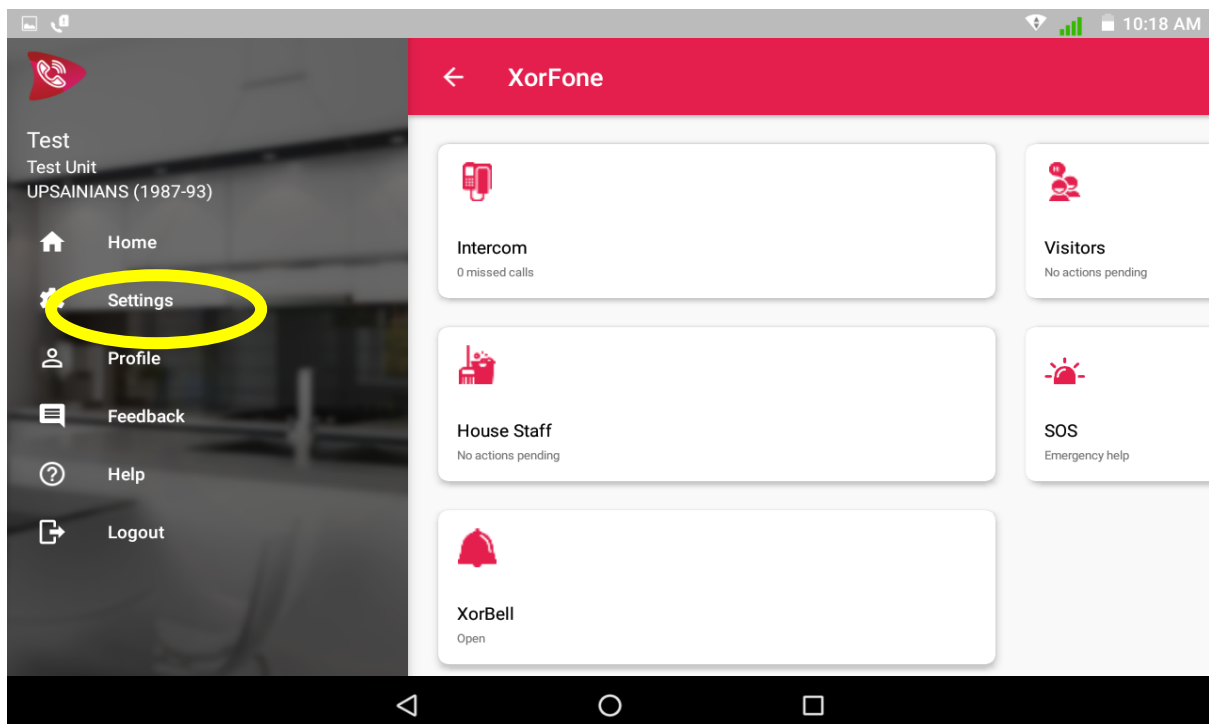 10:18 AM
Test
Test Unit
UPSAINIANS (1987-93)
Home
Settings
Profile
Feedback
Help
Logout
XorFone
Intercom
0 missed calls
Visitors
No actions pending
House Staff
No actions pending
SOS
Emergency help
XorBell
Open